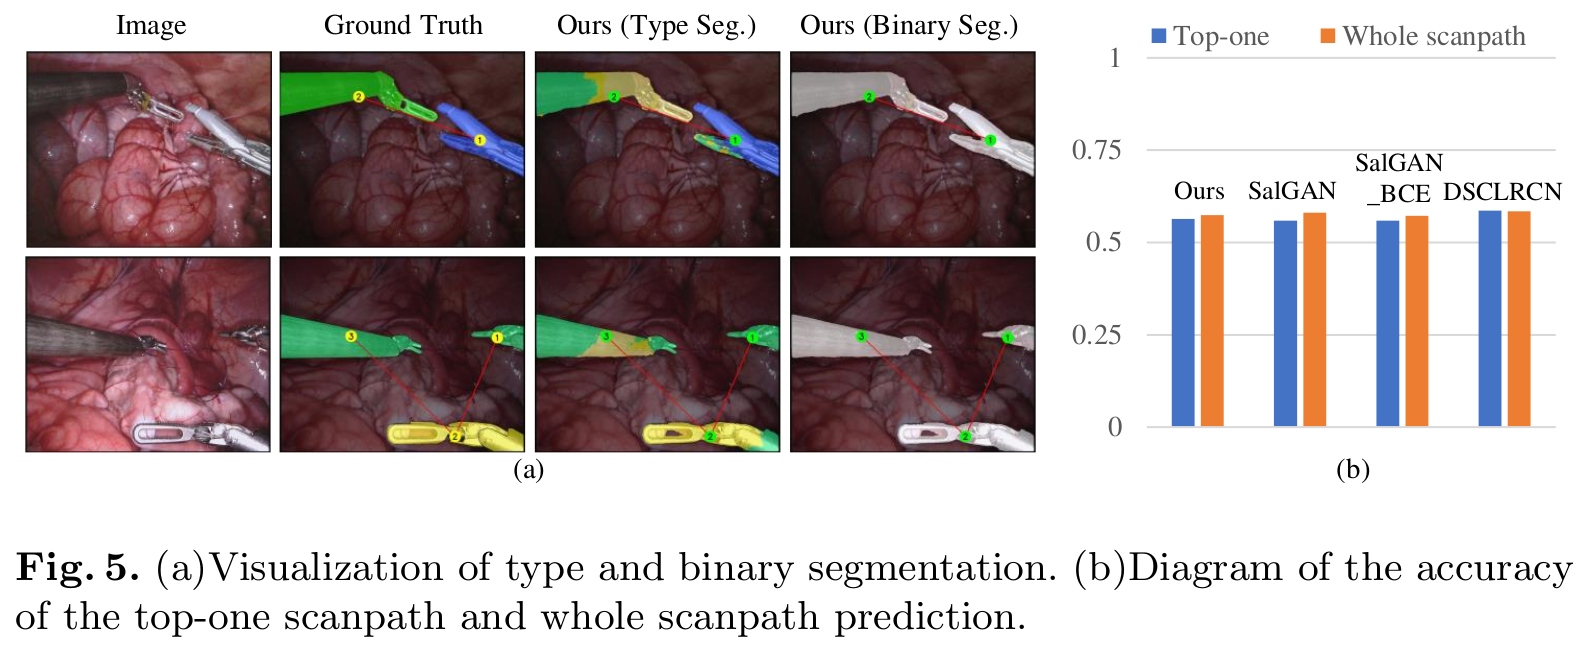 Image
Ground Truth
Ours (Type Seg.)
Ours (Binary Seg.)
2
1
2
1
2
1
3
1
2
3
1
2
3
1
2
(a)
Top-one
Whole scanpath
1
0.75
0.5
0.25
0
Ours
SalGAN
SalGAN
_BCE
DSCLRCN
(b)
Fig. 5. (a)Visualization of type and binary segmentation. (b)Diagram of the accuracy
of the top-one scanpath and whole scanpath prediction.